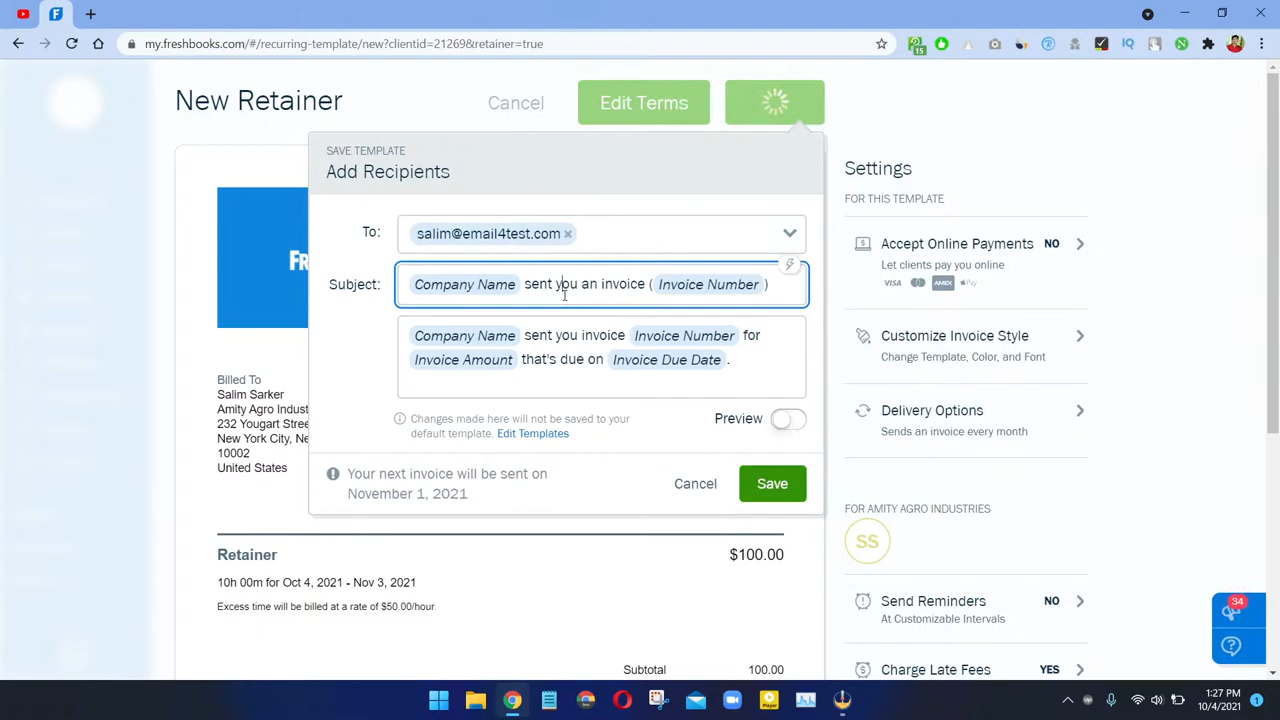 F
my.freshbooks.com/#/recurring-template/new?clientid=21269&retainer=true
15
New Retainer
Cancel
Edit Terms
SAVE TEMPLATE
Add Recipients
To:
salim@email4test.com ×
Subject:
Company Name sent you an invoice ( Invoice Number )
Company Name sent you invoice Invoice Number for
Invoice Amount that's due on Invoice Due Date .
Changes made here will not be saved to your
default template. Edit Templates
Preview
Your next invoice will be sent on
November 1, 2021
Cancel
Save
Fr
Billed To
Salim Sarker
Amity Agro Indust
232 Yougart Stree
New York City, Ne
10002
United States
Retainer
$100.00
10h 00m for Oct 4, 2021 - Nov 3, 2021
Excess time will be billed at a rate of $50.00/hour.
Subtotal
100.00
Settings
FOR THIS TEMPLATE
Accept Online Payments NO
Let clients pay you online
VISA AMEX Pay
Customize Invoice Style
Change Template, Color, and Font
Delivery Options
Sends an invoice every month
FOR AMITY AGRO INDUSTRIES
SS
Send Reminders NO
At Customizable Intervals
Charge Late Fees YES
34
1:27 PM
10/4/2021
1